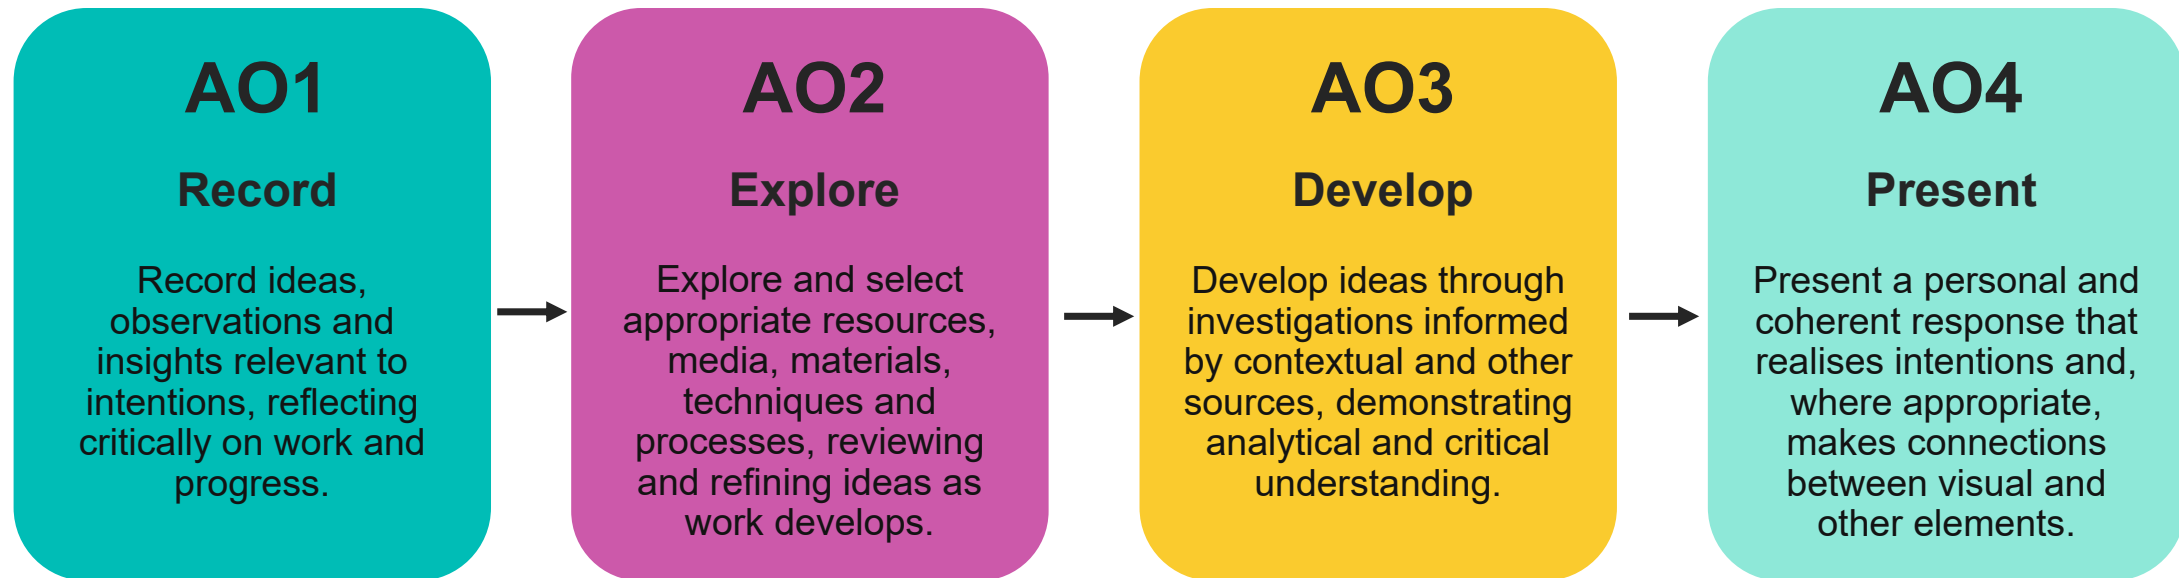 AO1
Record
Record ideas,
observations and
insights relevant to
intentions, reflecting
critically on work and
progress.
AO2
Explore
Explore and select
appropriate resources,
media, materials,
techniques and
processes, reviewing
and refining ideas as
work develops.
AO3
Develop
Develop ideas through
investigations informed
by contextual and other
sources, demonstrating
analytical and critical
understanding.
AO4
Present
Present a personal and
coherent response that
realises intentions and,
where appropriate,
makes connections
between visual and
other elements.